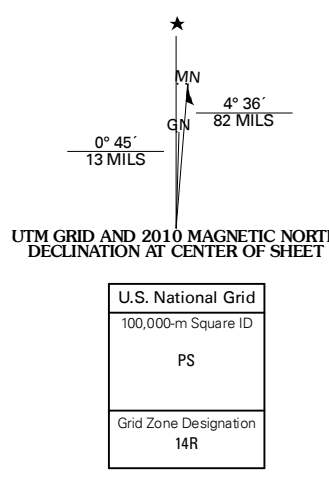 MN
4° 36´
82 MILS
GN
0° 45´
13 MILS
UTM GRID AND 2010 MAGNETIC NORTH
DECLINATION AT CENTER OF SHEET
U.S. National Grid
100,000-m Square ID
PS
Grid Zone Designation
14R